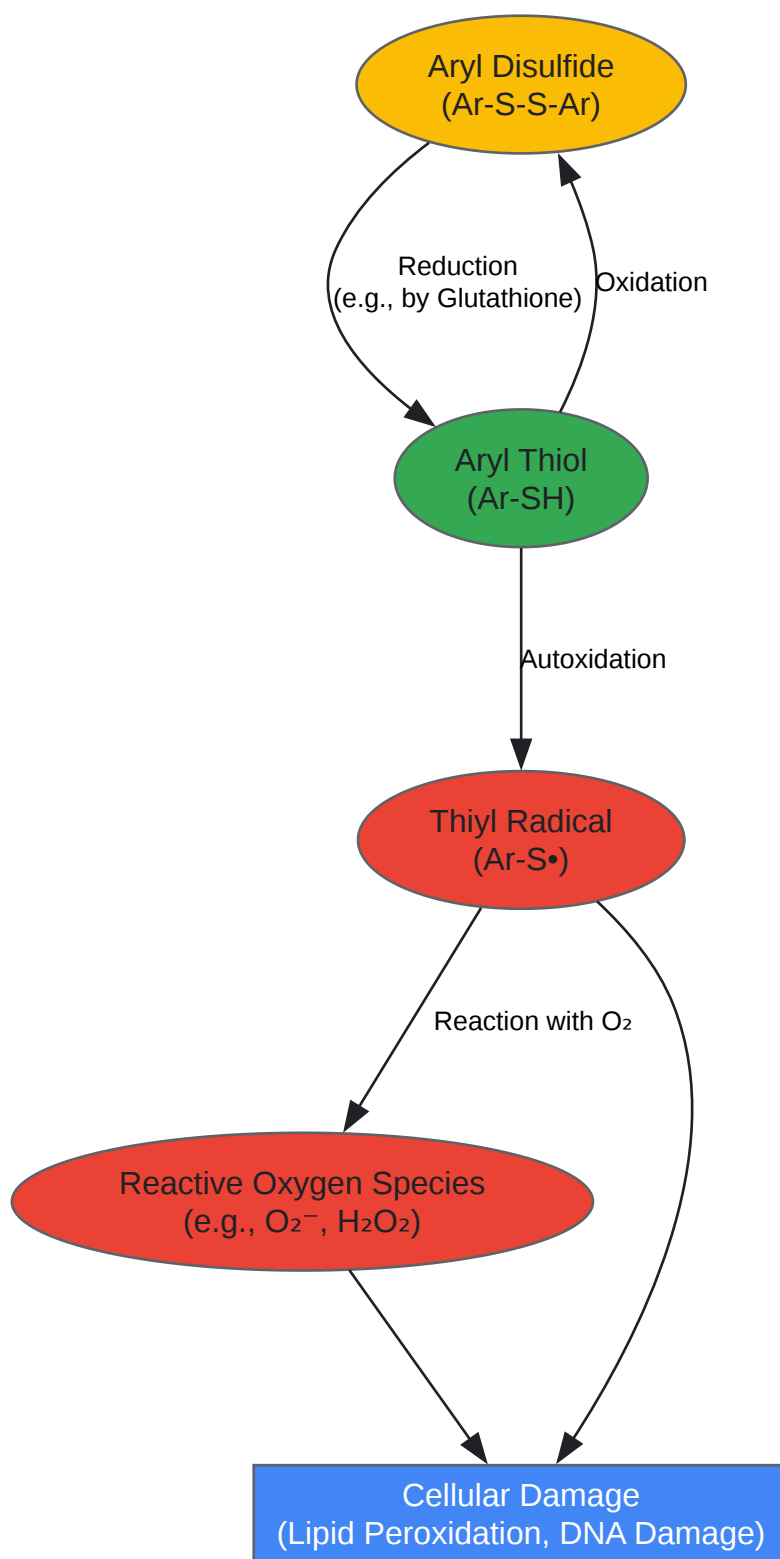 Aryl Disulfide
(Ar-S-S-Ar)
Reduction
(e.g., by Glutathione)
Oxidation
Aryl Thiol
(Ar-SH)
Autoxidation
Thiyl Radical
(Ar-S•)
Reaction with O₂
Reactive Oxygen Species
(e.g., O₂⁻, H₂O₂)
Cellular Damage
(Lipid Peroxidation, DNA Damage)